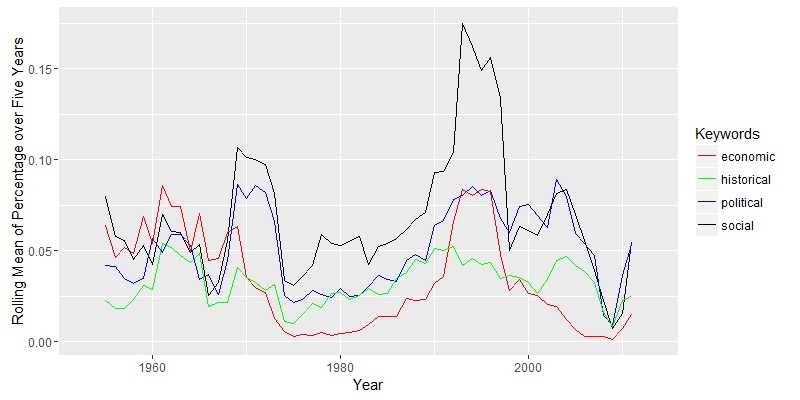 Rolling Mean of Percentage over Five Years
0.15
0.10
0.05
0.00
1960
1980
2000
Year
Keywords
economic
historical
political
social